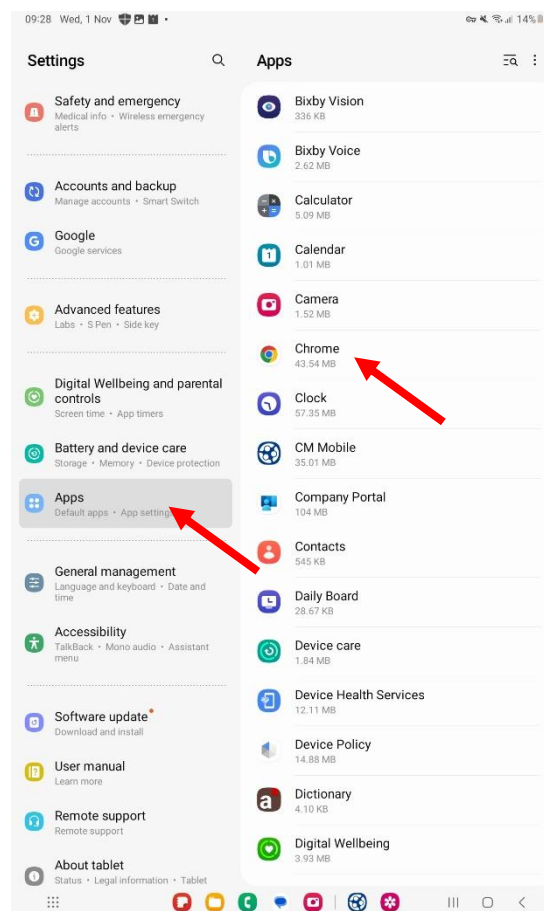 09:28 Wed, 1 Nov
14%
Settings
Safety and emergency
Medical info • Wireless emergency
alerts
Accounts and backup
Manage accounts • Smart Switch
Google
Google services
Advanced features
Labs • S Pen • Side key
Digital Wellbeing and parental
controls
Screen time • App timers
Battery and device care
Storage • Memory • Device protection
Apps
Default apps • App settings
General management
Language and keyboard • Date and
time
Accessibility
TalkBack • Mono audio • Assistant
menu
Software update
Download and install
User manual
Learn more
Remote support
Remote support
About tablet
Status • Legal information • Tablet
Apps
Bixby Vision
336 KB
Bixby Voice
2.62 MB
Calculator
5.09 MB
Calendar
1.01 MB
Camera
1.52 MB
Chrome
43.54 MB
Clock
57.35 MB
CM Mobile
35.01 MB
Company Portal
104 MB
Contacts
545 KB
Daily Board
28.67 KB
Device care
1.84 MB
Device Health Services
12.11 MB
Device Policy
14.88 MB
Dictionary
4.10 KB
Digital Wellbeing
3.93 MB